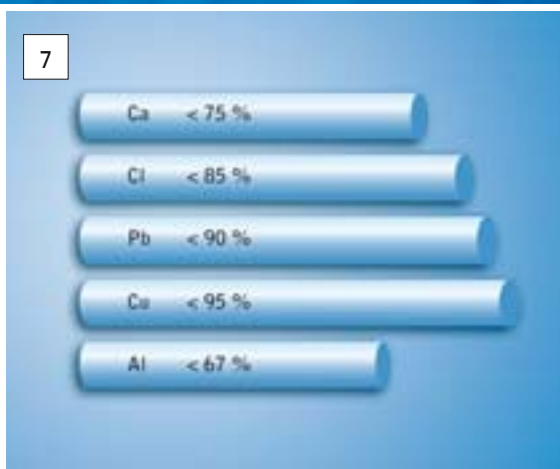 7
Ca < 75 %
Cl < 85 %
Pb < 90 %
Cu < 95 %
Al < 67 %